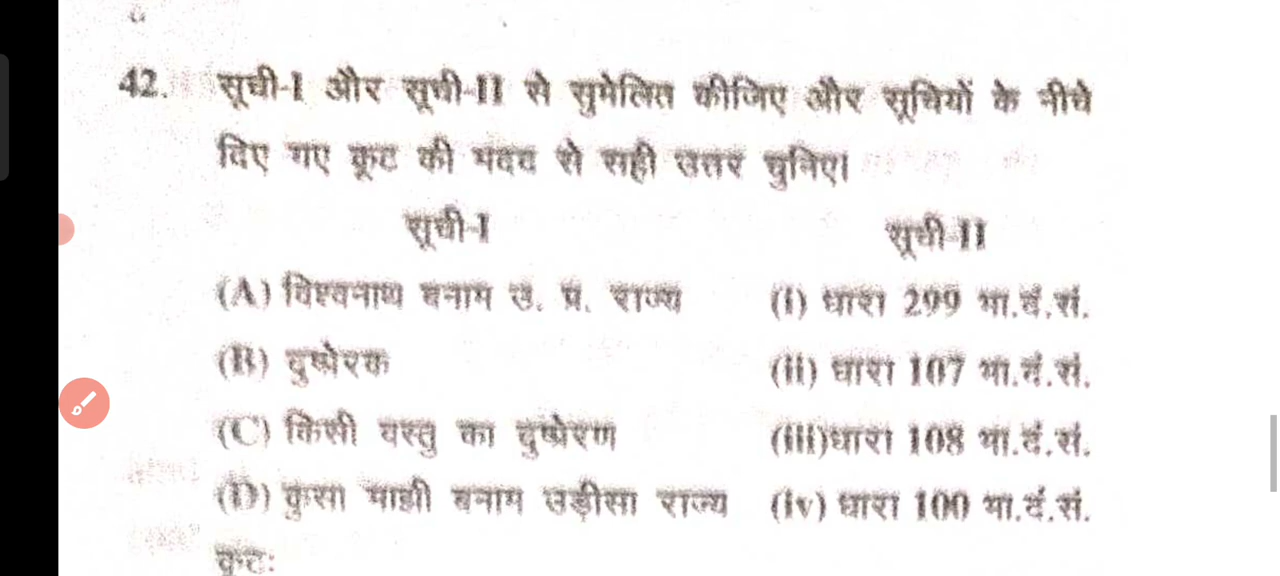 42. सूची-I और सूची-II से सुमेलित कीजिए और सूचियों के नीचे
दिए गए कूट की मदद से सही उत्तर चुनिए।
सूची-I सूची-II
(A) विश्वनाथ बनाम उ. प्र. राज्य (i) धारा 299 भा.दं.सं.
(B) दुष्प्रेरक (ii) धारा 107 भा.दं.सं.
(C) किसी वस्तु का दुष्प्रेरण (iii)धारा 108 भा.दं.सं.
(D) कुसा माझी बनाम उड़ीसा राज्य (iv) धारा 100 भा.दं.सं.
कूट: